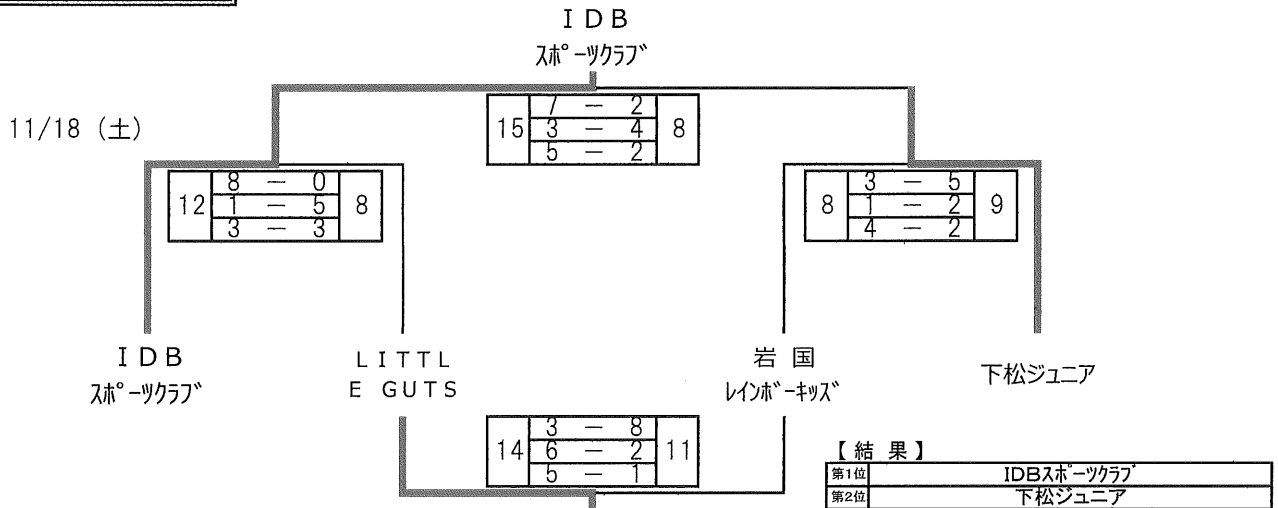 ＩＤＢ
ｽﾎﾟｰﾂｸﾗﾌﾞ
11/18（土）
15 7 － 2 8
3 － 4
5 － 2
12 8 － 0 8
1 － 5
3 － 3
8 3 － 5 9
1 － 2
4 － 2
ＩＤＢ
ｽﾎﾟｰﾂｸﾗﾌﾞ
ＬＩＴＴＬ
Ｅ ＧＵＴＳ
岩国
ﾚｲﾝﾎﾞｰｷｯｽﾞ
下松ジュニア
14 3 － 8 11
6 － 2
5 － 1
【 結 果 】
第1位 IDBｽﾎﾟｰﾂｸﾗﾌﾞ
第2位 下松ジュニア